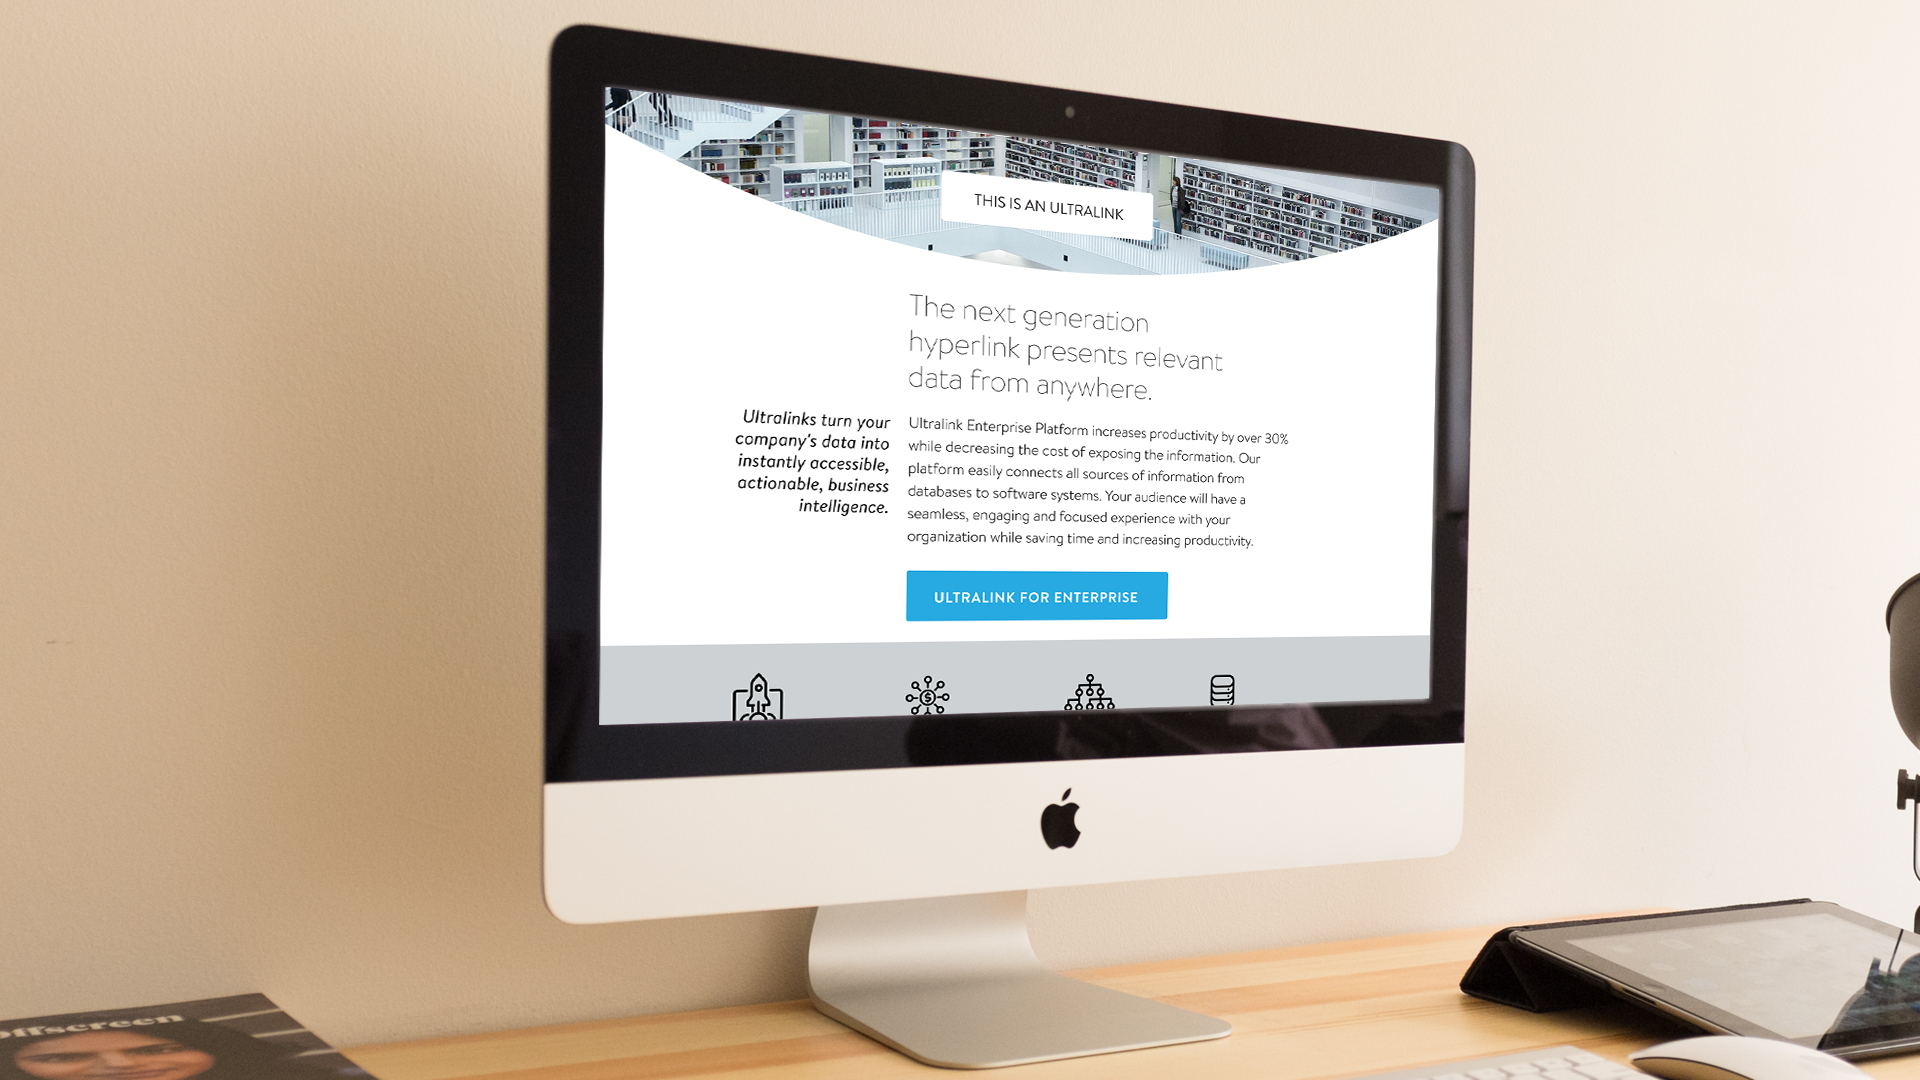 THIS IS AN ULTRALINK
The next generation
hyperlink presents relevant
data from anywhere.
Ultralinks turn your
company's data into
instantly accessible,
actionable, business
intelligence.
Ultralink Enterprise Platform increases productivity by over 30%
while decreasing the cost of exposing the information. Our
platform easily connects all sources of information from
databases to software systems. Your audience will have a
seamless, engaging and focused experience with your
organization while saving time and increasing productivity.
ULTRALINK FOR ENTERPRISE
$
Offscreen